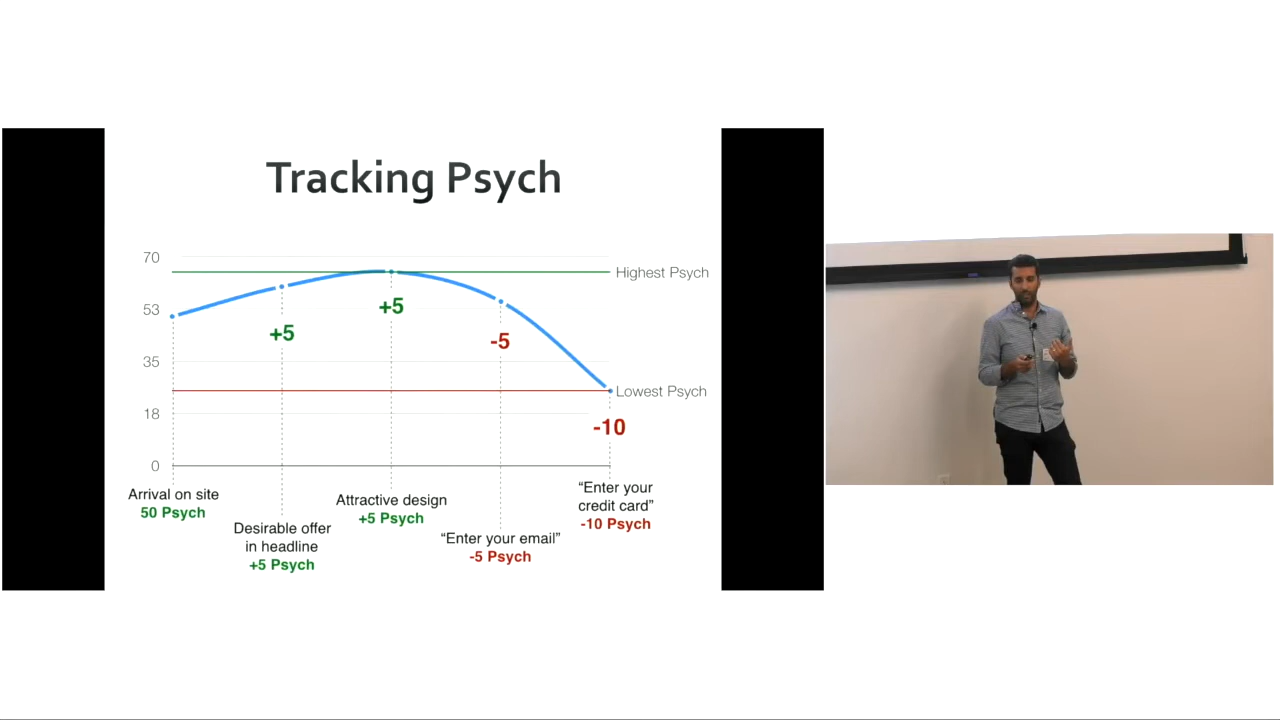 Tracking Psych
70
53
35
18
0
Highest Psych
Lowest Psych
+5
+5
-5
-10
Arrival on site
50 Psych
Desirable offer
in headline
+5 Psych
Attractive design
+5 Psych
“Enter your email”
-5 Psych
“Enter your
credit card”
-10 Psych